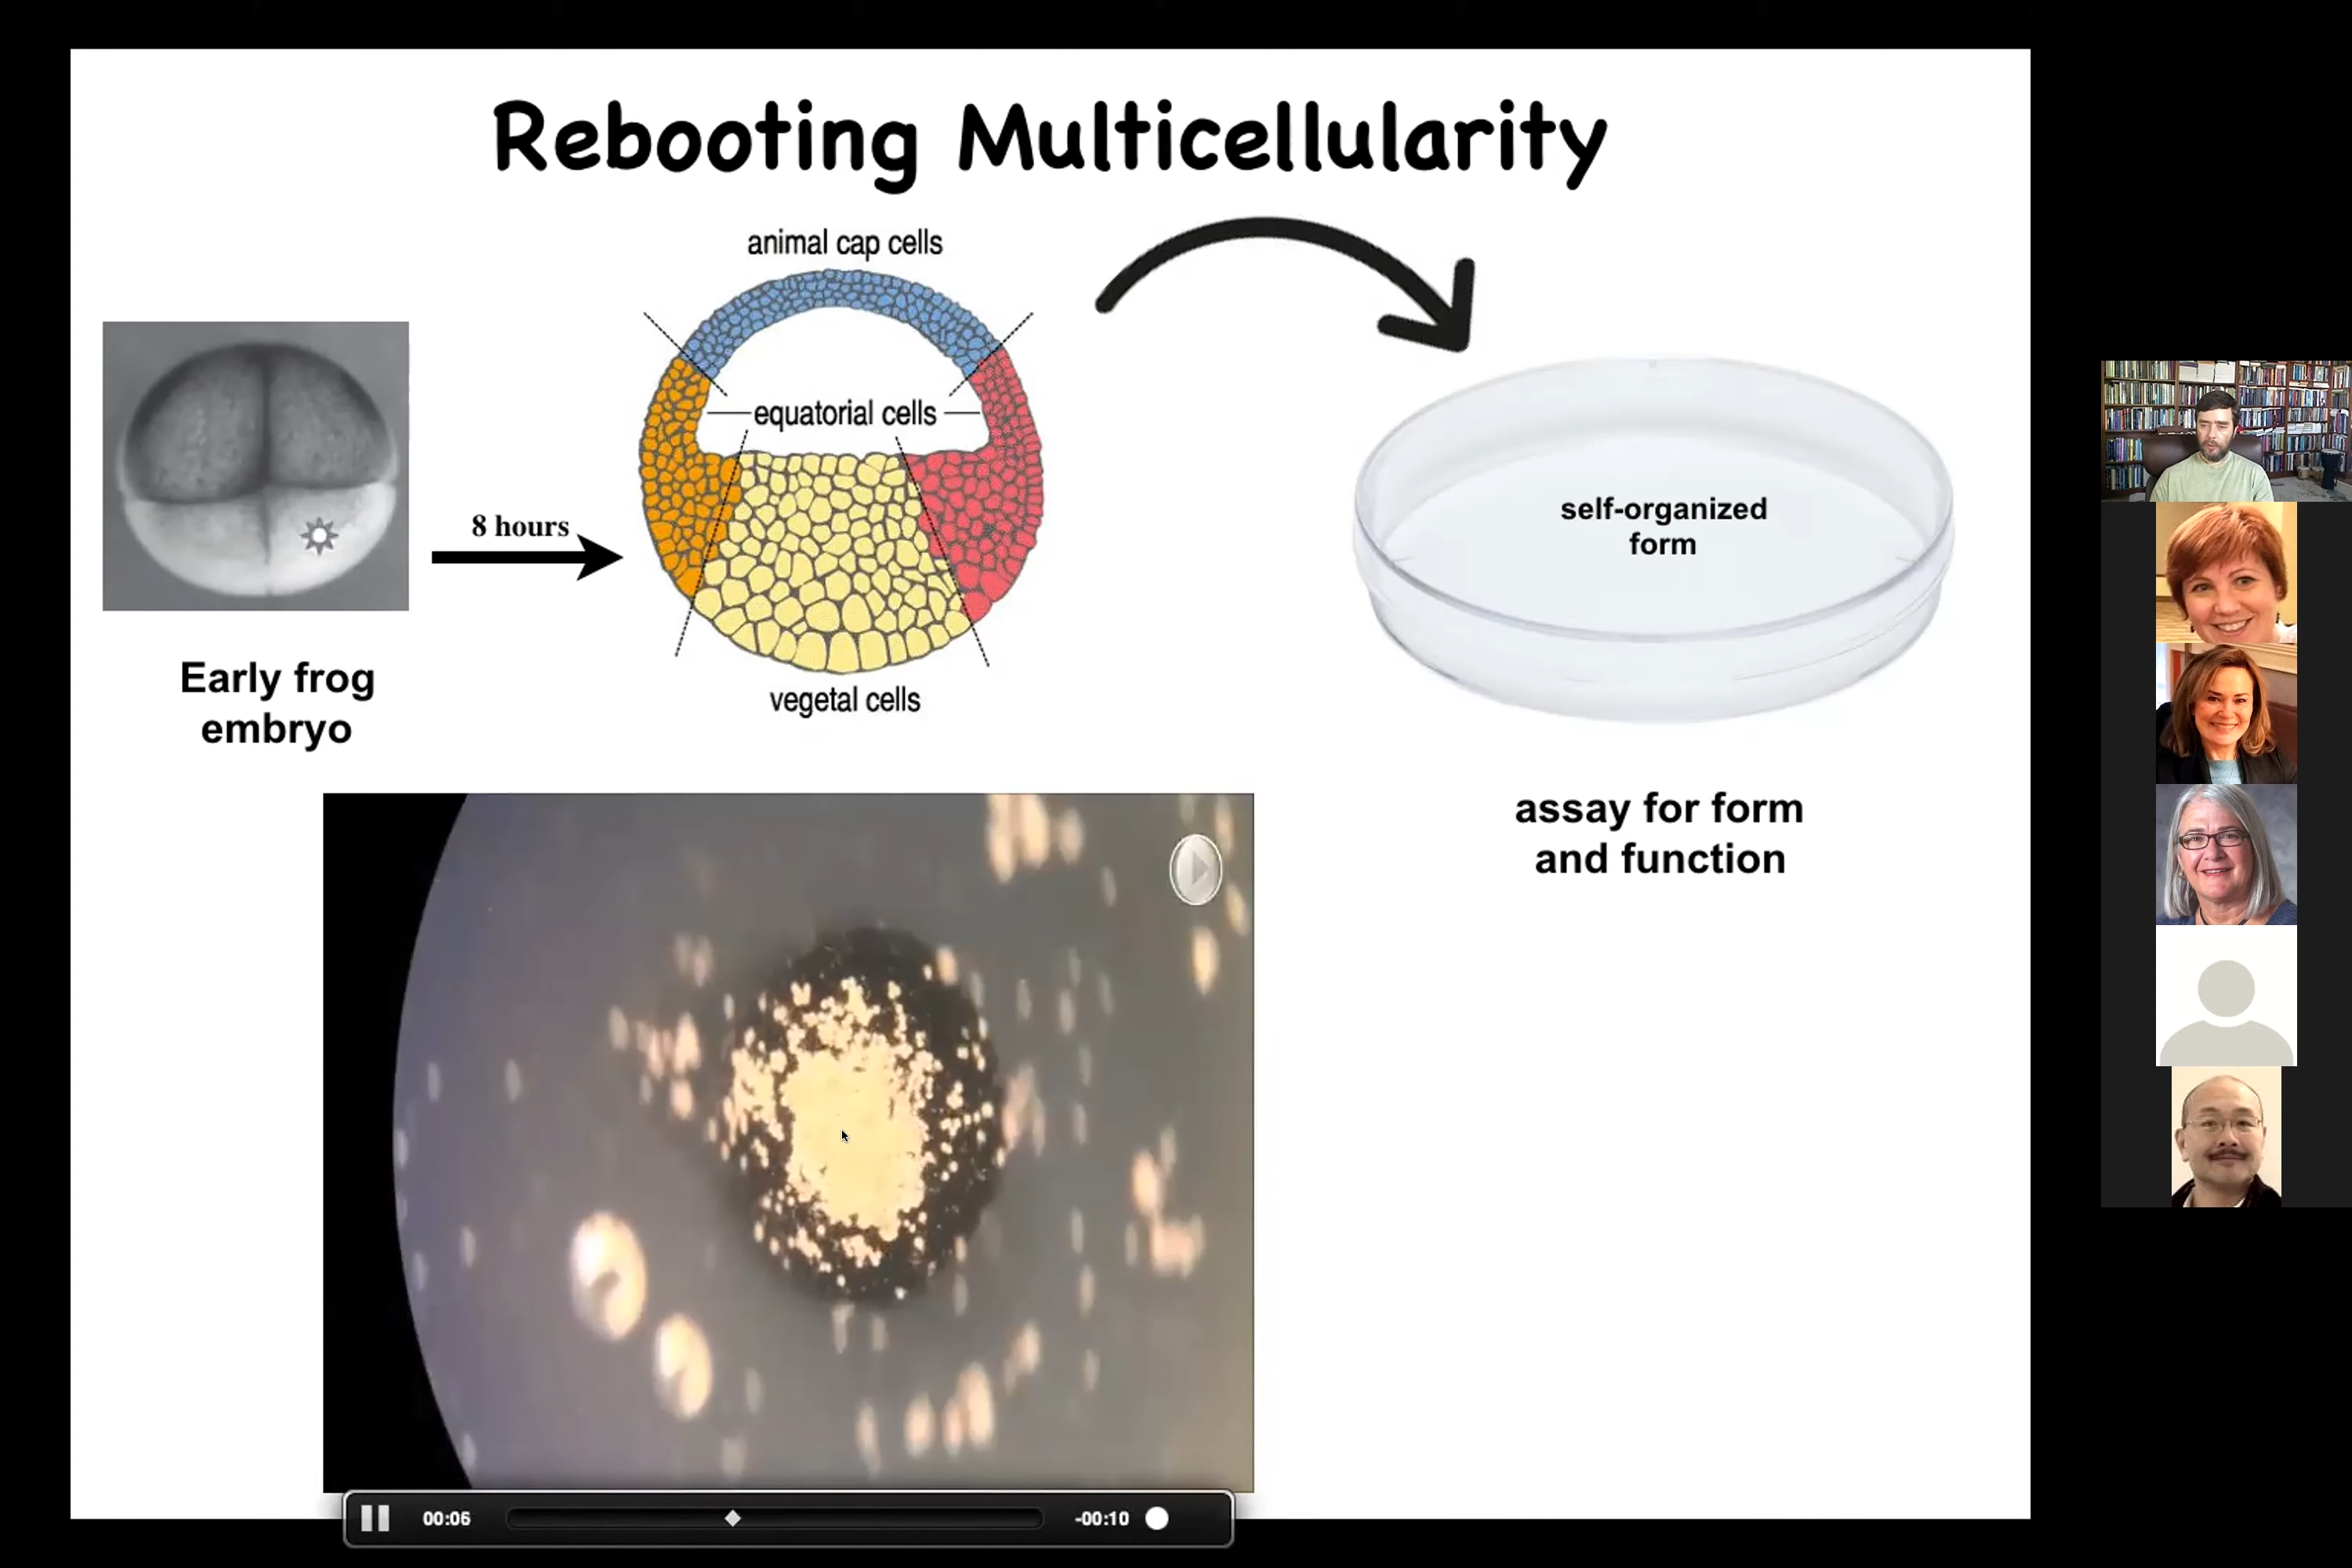 Rebooting Multicellularity
animal cap cells
equatorial cells
8 hours
vegetal cells
Early frog
embryo
self-organized
form
assay for form
and function
00:06
-00:10